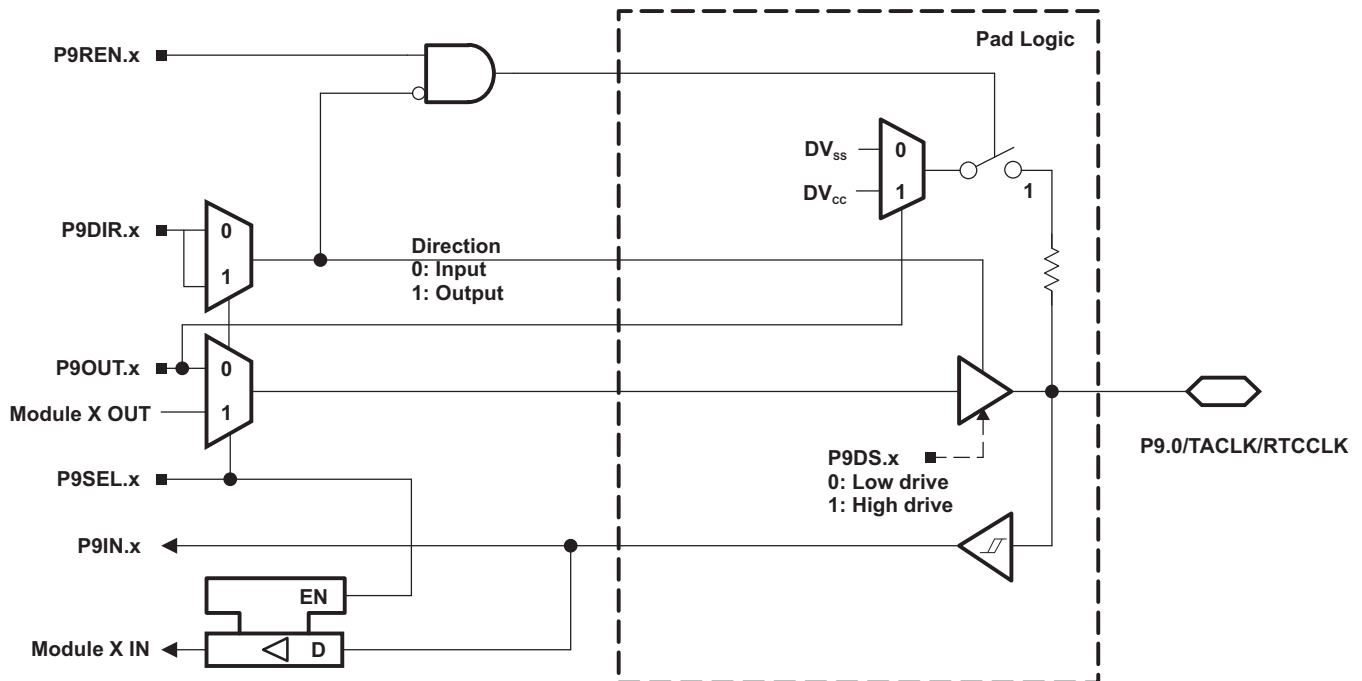 Pad Logic
P9REN.x
DVSS
0
DVCC
1
1
P9DIR.x
0
1
Direction
0: Input
1: Output
P9OUT.x
0
Module X OUT
1
P9.0/TACLK/RTCCLK
P9DS.x
0: Low drive
1: High drive
P9SEL.x
P9IN.x
EN
Module X IN
D